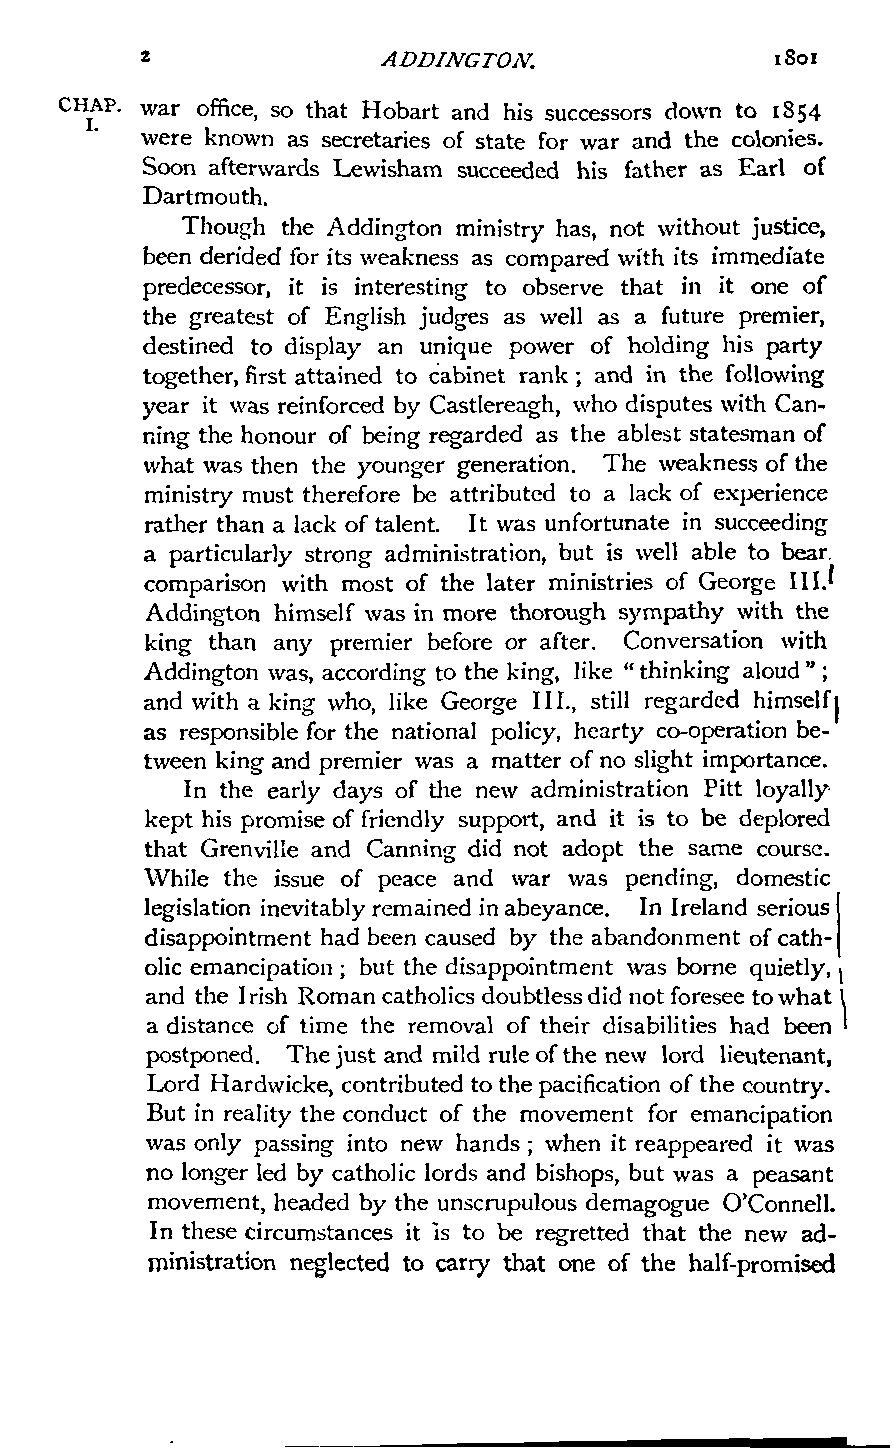 2 ADDINGTON. 1801
CHAP. war office, so that Hobart and his successors down to 1854
I. were known as secretaries of state for war and the colonies.
Soon afterwards Lewisham succeeded his father as Earl of
Dartmouth.
Though the Addington ministry has, not without justice,
been derided for its weakness as compared with its immediate
predecessor, it is interesting to observe that in it one of
the greatest of English judges as well as a future premier,
destined to display an unique power of holding his party
together, first attained to cabinet rank ; and in the following
year it was reinforced by Castlereagh, who disputes with Can-
ning the honour of being regarded as the ablest statesman of
what was then the younger generation. The weakness of the
ministry must therefore be attributed to a lack of experience
rather than a lack of talent. It was unfortunate in succeeding
a particularly strong administration, but is well able to bear
comparison with most of the later ministries of George III.
Addington himself was in more thorough sympathy with the
king than any premier before or after. Conversation with
Addington was, according to the king, like "thinking aloud" ;
and with a king who, like George III., still regarded himself
as responsible for the national policy, hearty co-operation be-
tween king and premier was a matter of no slight importance.
In the early days of the new administration Pitt loyally
kept his promise of friendly support, and it is to be deplored
that Grenville and Canning did not adopt the same course.
While the issue of peace and war was pending, domestic
legislation inevitably remained in abeyance. In Ireland serious
disappointment had been caused by the abandonment of cath-
olic emancipation ; but the disappointment was borne quietly,
and the Irish Roman catholics doubtless did not foresee to what
a distance of time the removal of their disabilities had been
postponed. The just and mild rule of the new lord lieutenant,
Lord Hardwicke, contributed to the pacification of the country.
But in reality the conduct of the movement for emancipation
was only passing into new hands ; when it reappeared it was
no longer led by catholic lords and bishops, but was a peasant
movement, headed by the unscrupulous demagogue O'Connell.
In these circumstances it is to be regretted that the new ad-
ministration neglected to carry that one of the half-promised